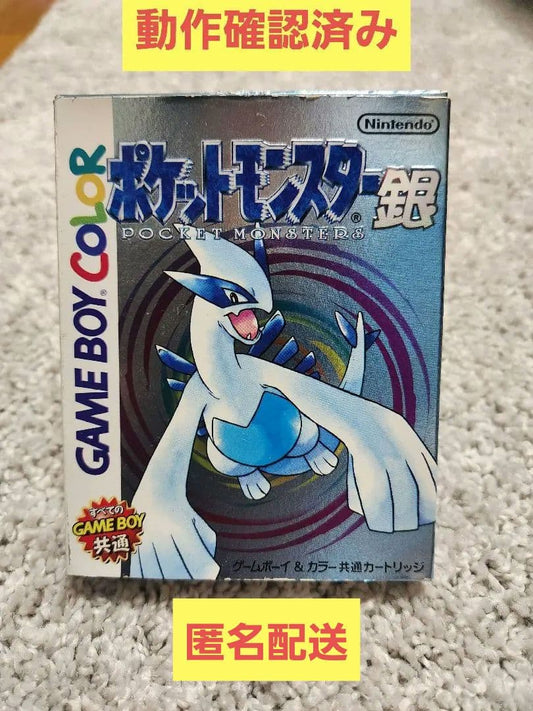 動作確認済み
Nintendo
ポケットモンスター銀
POCKET MONSTERS
®
GAME BOY COLOR
®
すべての
GAME BOY
共通
ゲームボーイ & カラー共通カートリッジ
匿名配送